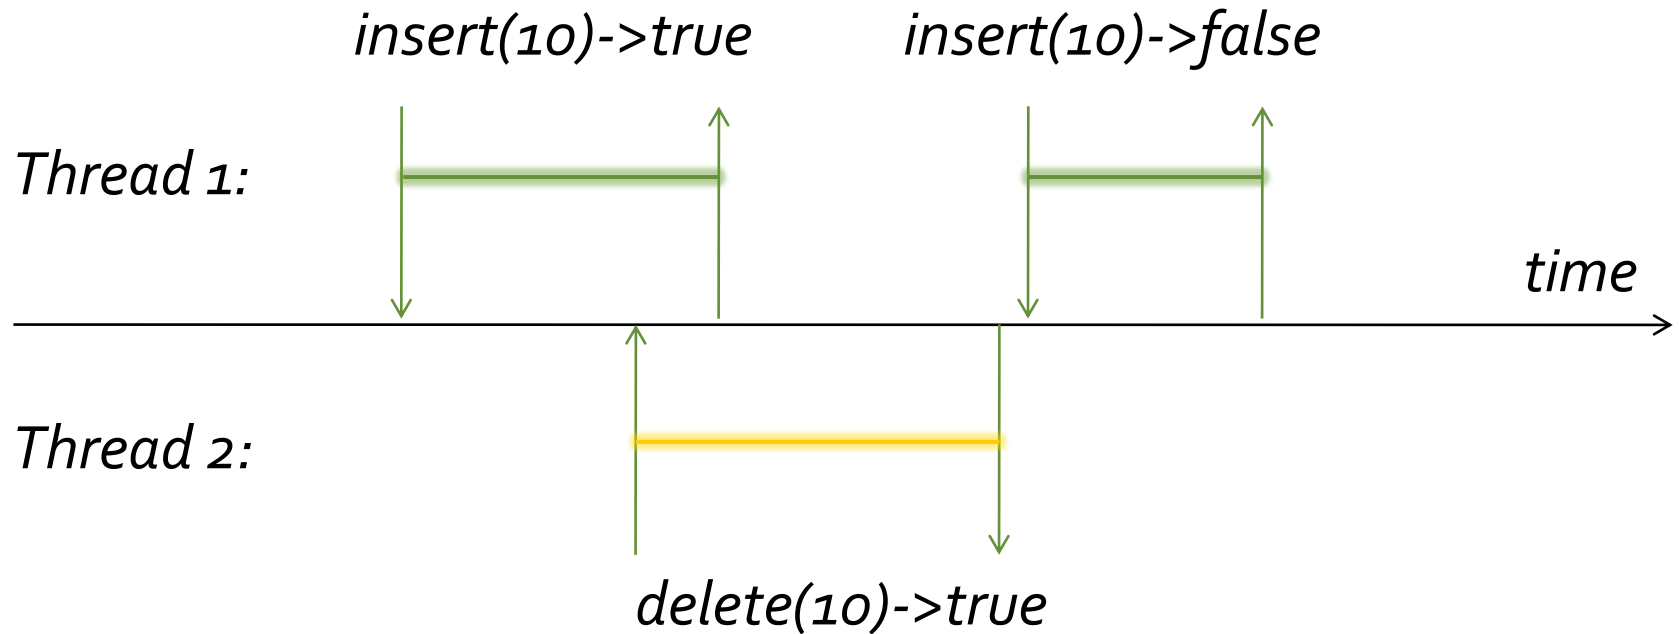 insert(10)->true
insert(10)->false
Thread 1:
time
Thread 2:
delete(10)->true